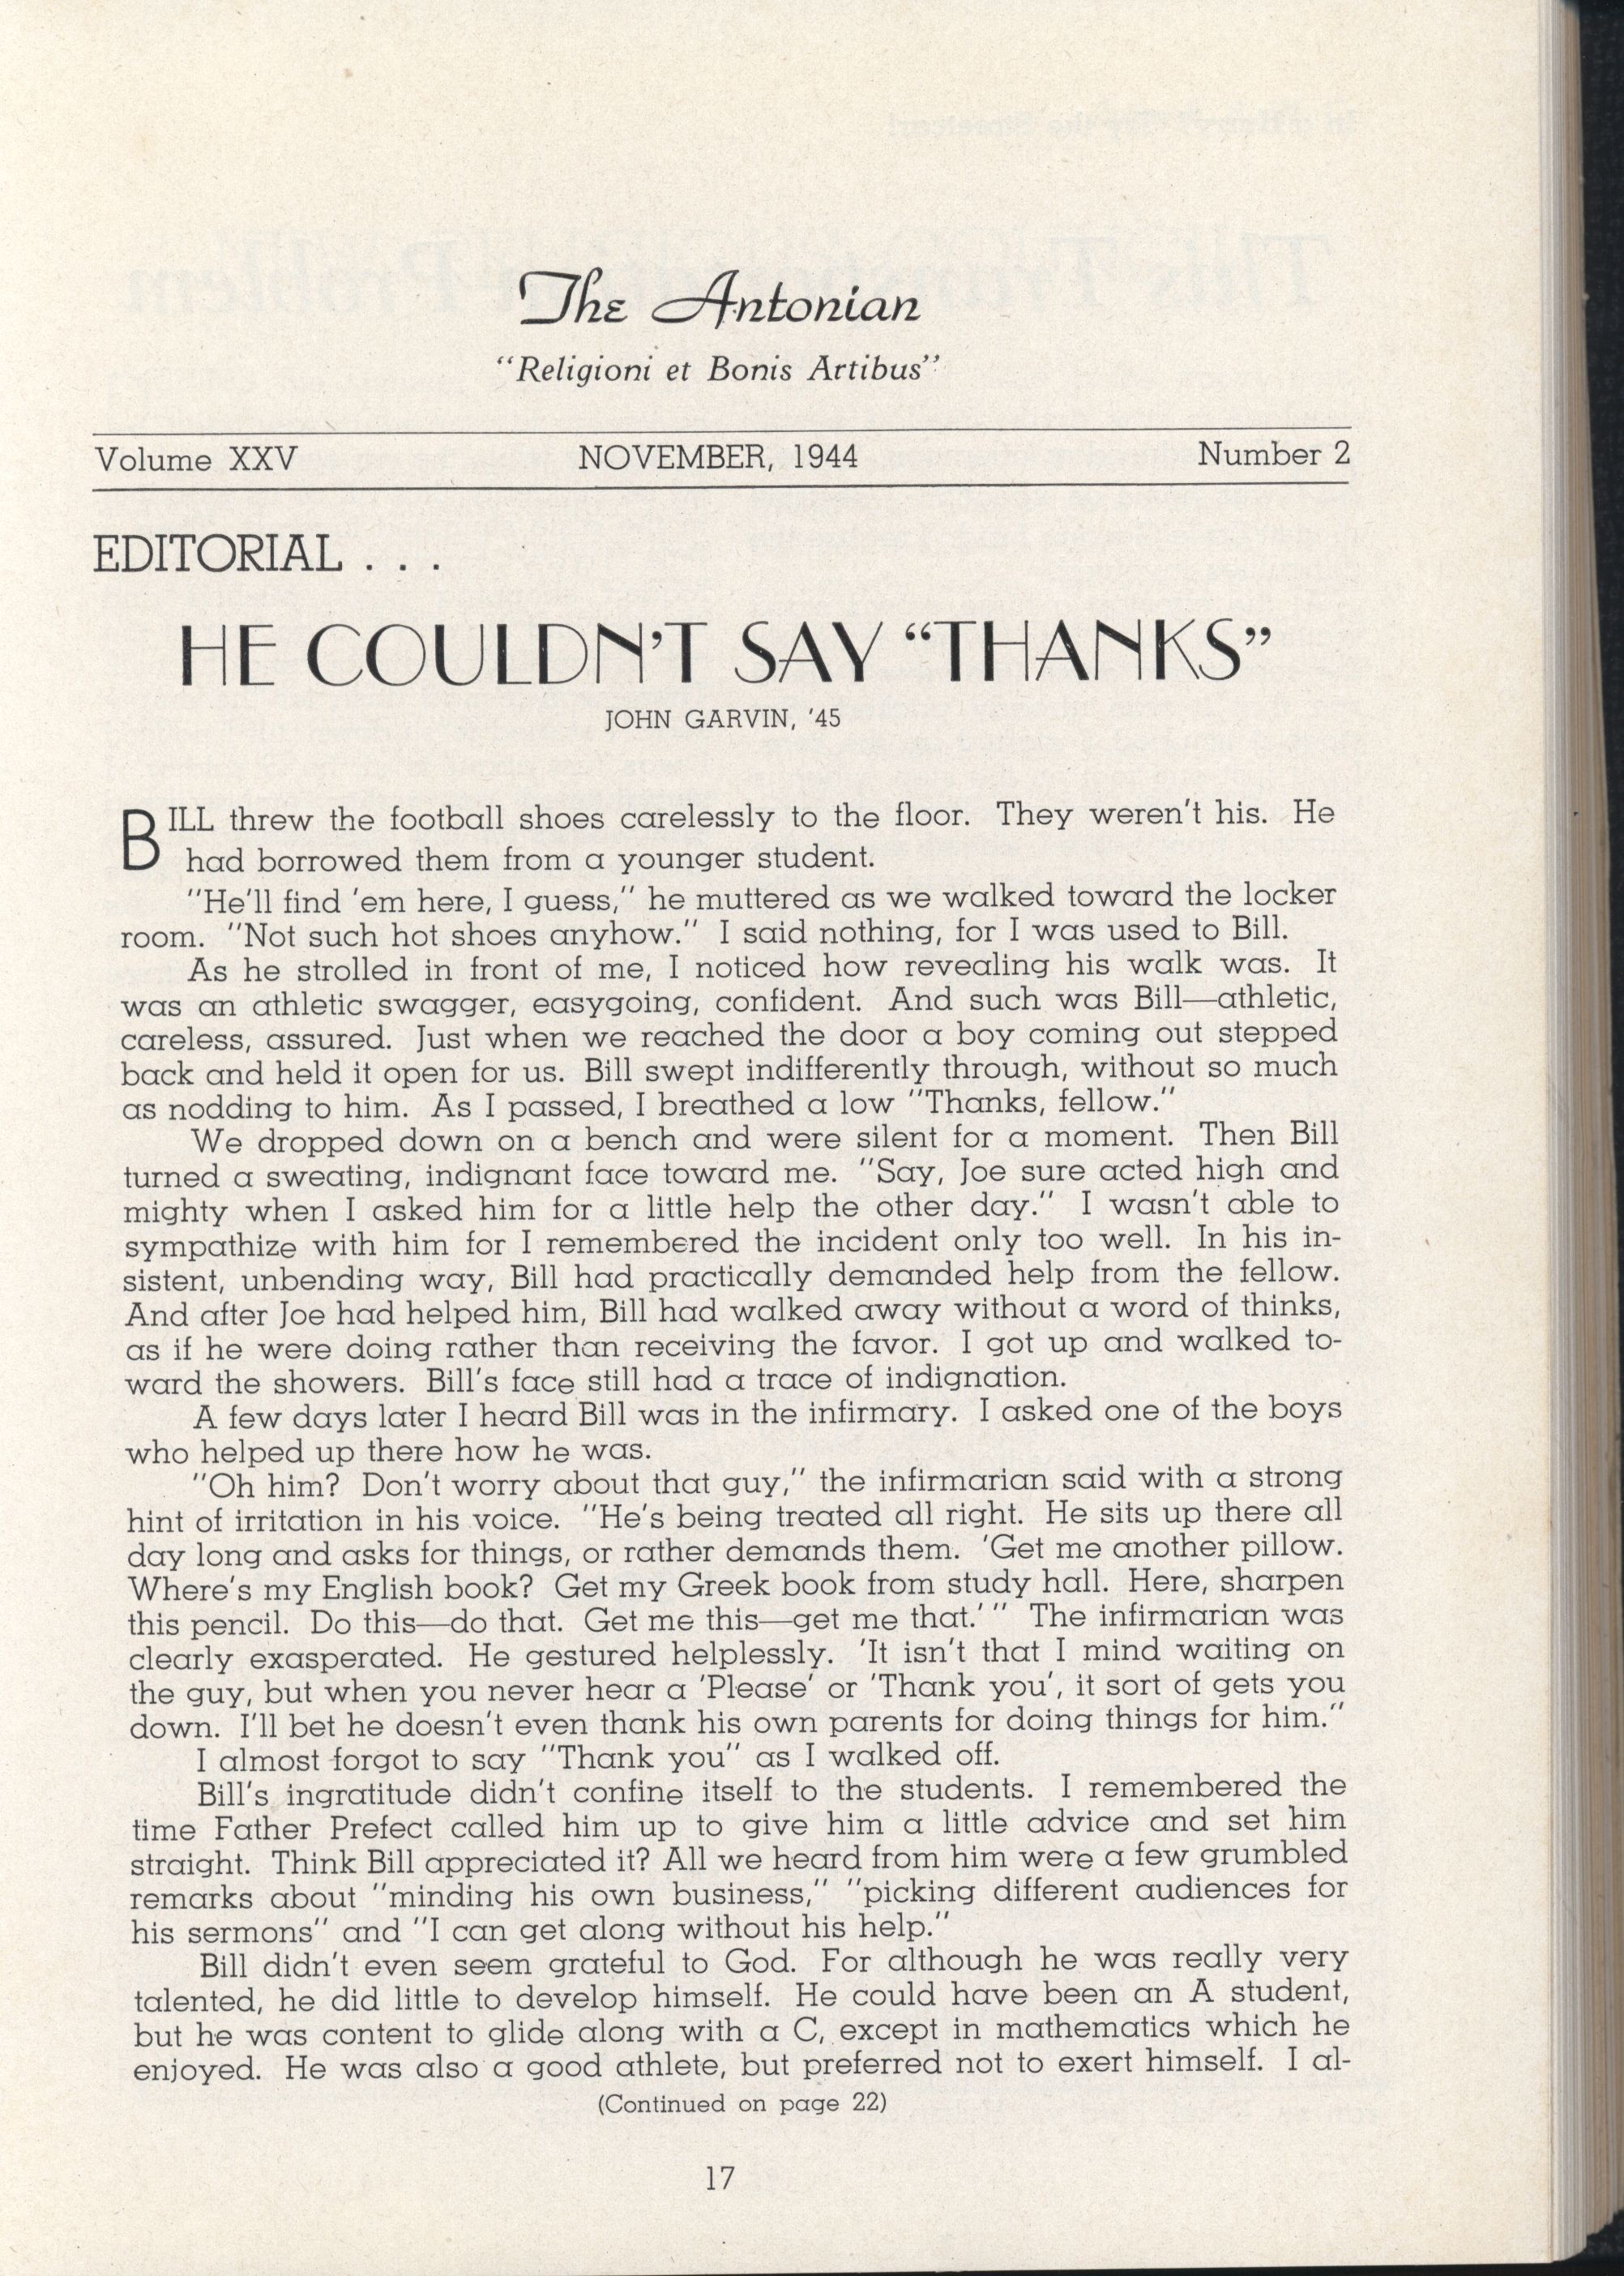 The Antonian
"Religioni et Bonis Artibus"
Volume XXV NOVEMBER, 1944 Number 2
EDITORIAL . . .
HE COULDN'T SAY "THANKS"
JOHN GARVIN, '45
BILL threw the football shoes carelessly to the floor. They weren't his. He
had borrowed them from a younger student.
"He'll find 'em here, I guess," he muttered as we walked toward the locker
room. "Not such hot shoes anyhow." I said nothing, for I was used to Bill.
As he strolled in front of me, I noticed how revealing his walk was. It
was an athletic swagger, easygoing, confident. And such was Bill—athletic,
careless, assured. Just when we reached the door a boy coming out stepped
back and held it open for us. Bill swept indifferently through, without so much
as nodding to him. As I passed, I breathed a low "Thanks, fellow."
We dropped down on a bench and were silent for a moment. Then Bill
turned a sweating, indignant face toward me. "Say, Joe sure acted high and
mighty when I asked him for a little help the other day." I wasn't able to
sympathize with him for I remembered the incident only too well. In his in-
sistent, unbending way, Bill had practically demanded help from the fellow.
And after Joe had helped him, Bill had walked away without a word of thinks,
as if he were doing rather than receiving the favor. I got up and walked to-
ward the showers. Bill's face still had a trace of indignation.
A few days later I heard Bill was in the infirmary. I asked one of the boys
who helped up there how he was.
"Oh him? Don't worry about that guy," the infirmarian said with a strong
hint of irritation in his voice. "He's being treated all right. He sits up there all
day long and asks for things, or rather demands them. 'Get me another pillow.
Where's my English book? Get my Greek book from study hall. Here, sharpen
this pencil. Do this—do that. Get me this—get me that.'" The infirmarian was
clearly exasperated. He gestured helplessly. 'It isn't that I mind waiting on
the guy, but when you never hear a 'Please' or 'Thank you', it sort of gets you
down. I'll bet he doesn't even thank his own parents for doing things for him."
I almost forgot to say "Thank you" as I walked off.
Bill's ingratitude didn't confine itself to the students. I remembered the
time Father Prefect called him up to give him a little advice and set him
straight. Think Bill appreciated it? All we heard from him were a few grumbled
remarks about "minding his own business," "picking different audiences for
his sermons" and "I can get along without his help."
Bill didn't even seem grateful to God. For although he was really very
talented, he did little to develop himself. He could have been an A student,
but he was content to glide along with a C, except in mathematics which he
enjoyed. He was also a good athlete, but preferred not to exert himself. I al-
(Continued on page 22)
17